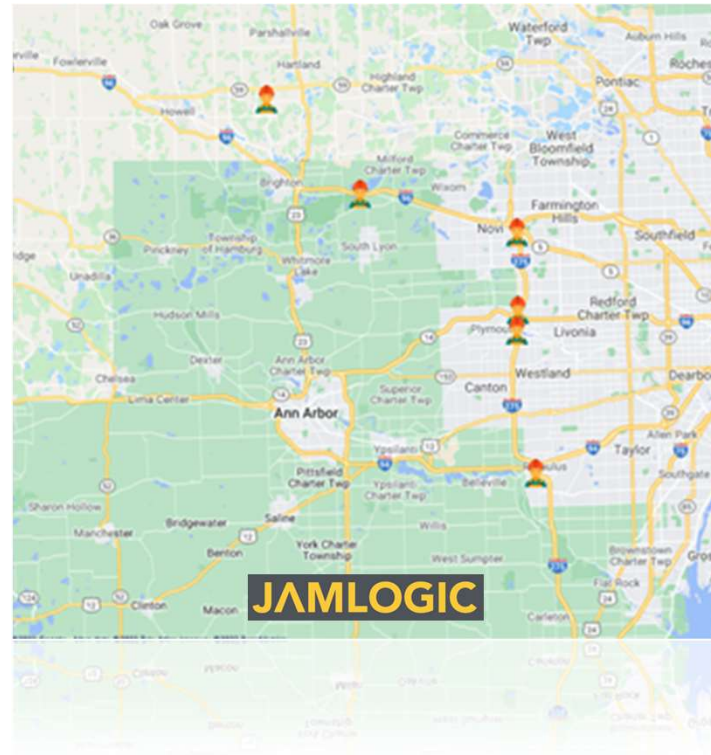 Oak Grove
Parshallville
Waterford
Twp
Auburn Hills
Fowlerville
Hartland
Highland
Charter Twp
Pontiac
Howell
Commerce
Charter Twp
West
Bloomfield
Township
Milford
Charter Twp
Brighton
Wixom
Farmington
Hills
Novi
Southfield
Pinckney
Township
of Hamburg
South Lyon
Whitmore
Lake
Unadilla
Redford
Charter Twp
Hudson Mills
Livonia
Dexter
Ann Arbor
Charter Twp
Chelsea
Superior
Charter Twp
Westland
Canton
Lima Center
Ann Arbor
Allen Park
Ypsilanti
Taylor
Pittsfield
Charter Twp
Ypsilanti
Charter Twp
Belleville
Southgate
Sharon Hollow
Bridgewater
Saline
Willis
Manchester
Benton
York Charter
Township
West Sumpter
Brownstown
Charter Twp
Flat Rock
Clinton
Macon
JAMLOGIC
Carleton